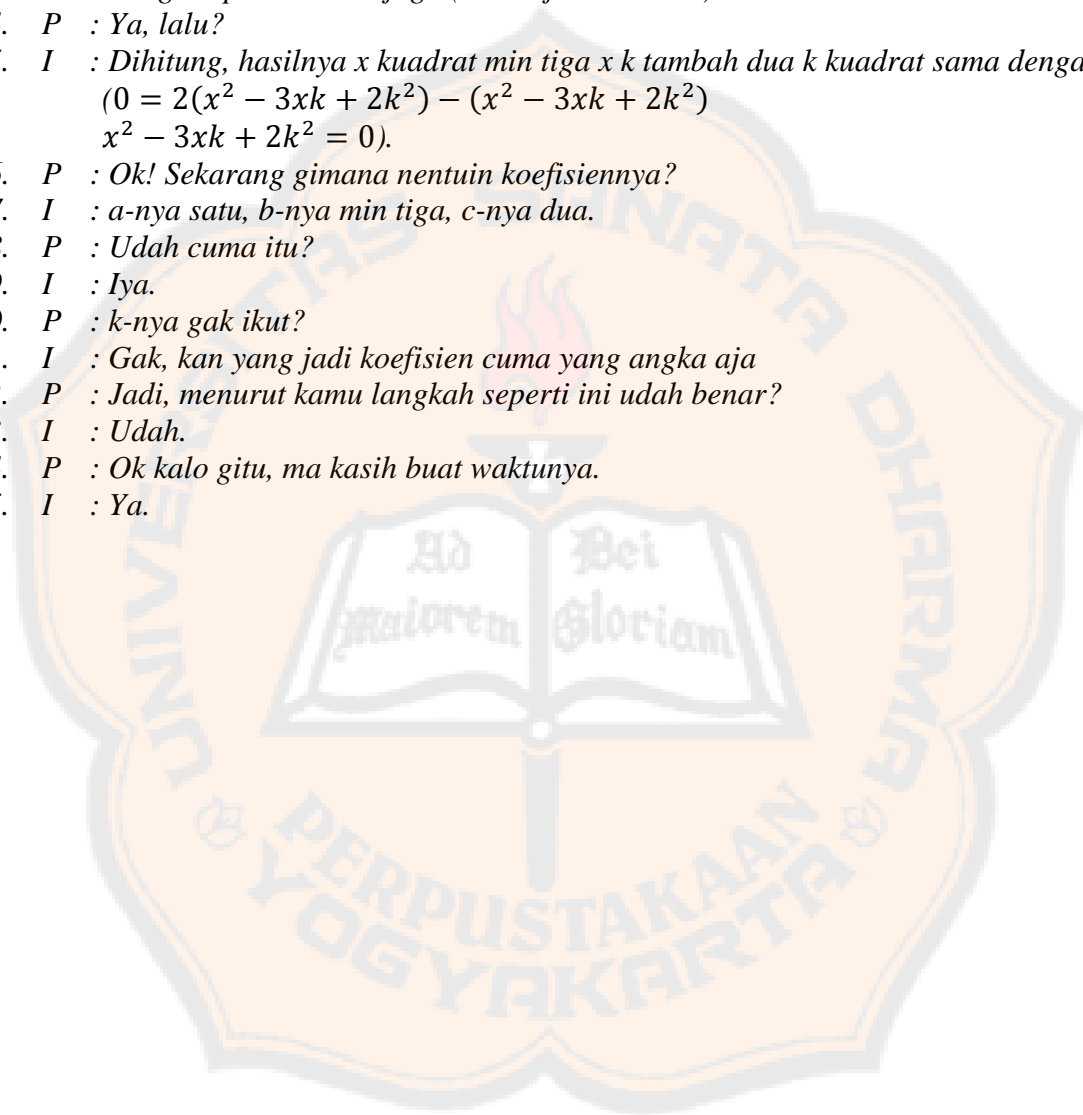 P : Ya, lalu?
I : Dihitung, hasilnya x kuadrat min tiga x k tambah dua k kuadrat sama denga
(0 = 2(x² − 3xk + 2k²) − (x² − 3xk + 2k²)
x² − 3xk + 2k² = 0).
P : Ok! Sekarang gimana nentuin koefisiennya?
I : a-nya satu, b-nya min tiga, c-nya dua.
P : Udah cuma itu?
I : Iya.
P : k-nya gak ikut?
I : Gak, kan yang jadi koefisien cuma yang angka aja
P : Jadi, menurut kamu langkah seperti ini udah benar?
I : Udah.
P : Ok kalo gitu, ma kasih buat waktunya.
I : Ya.
UNIVERSITAS SANATA DHARMA
Ad Dei
Maiorem Gloriam
PERPUSTAKAAN
YOGYAKARTA